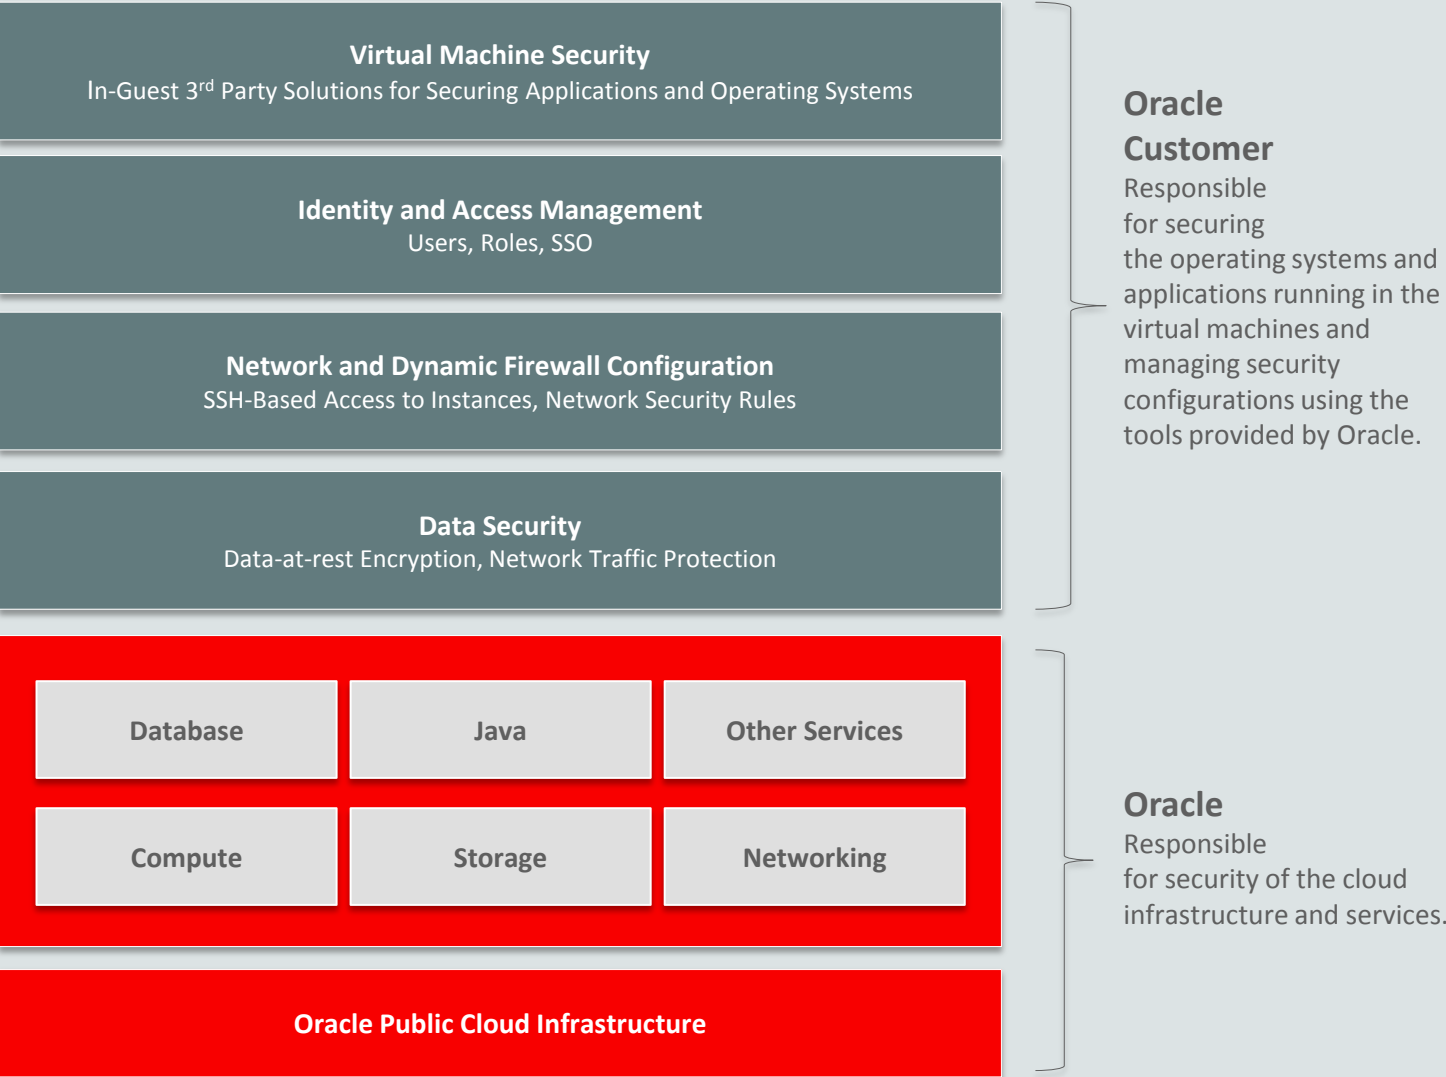 Virtual Machine Security
In-Guest 3rd Party Solutions for Securing Applications and Operating Systems
Identity and Access Management
Users, Roles, SSO
Network and Dynamic Firewall Configuration
SSH-Based Access to Instances, Network Security Rules
Data Security
Data-at-rest Encryption, Network Traffic Protection
Oracle
Customer
Responsible
for securing
the operating systems and
applications running in the
virtual machines and
managing security
configurations using the
tools provided by Oracle.
Database
Java
Other Services
Compute
Storage
Networking
Oracle Public Cloud Infrastructure
Oracle
Responsible
for security of the cloud
infrastructure and services.